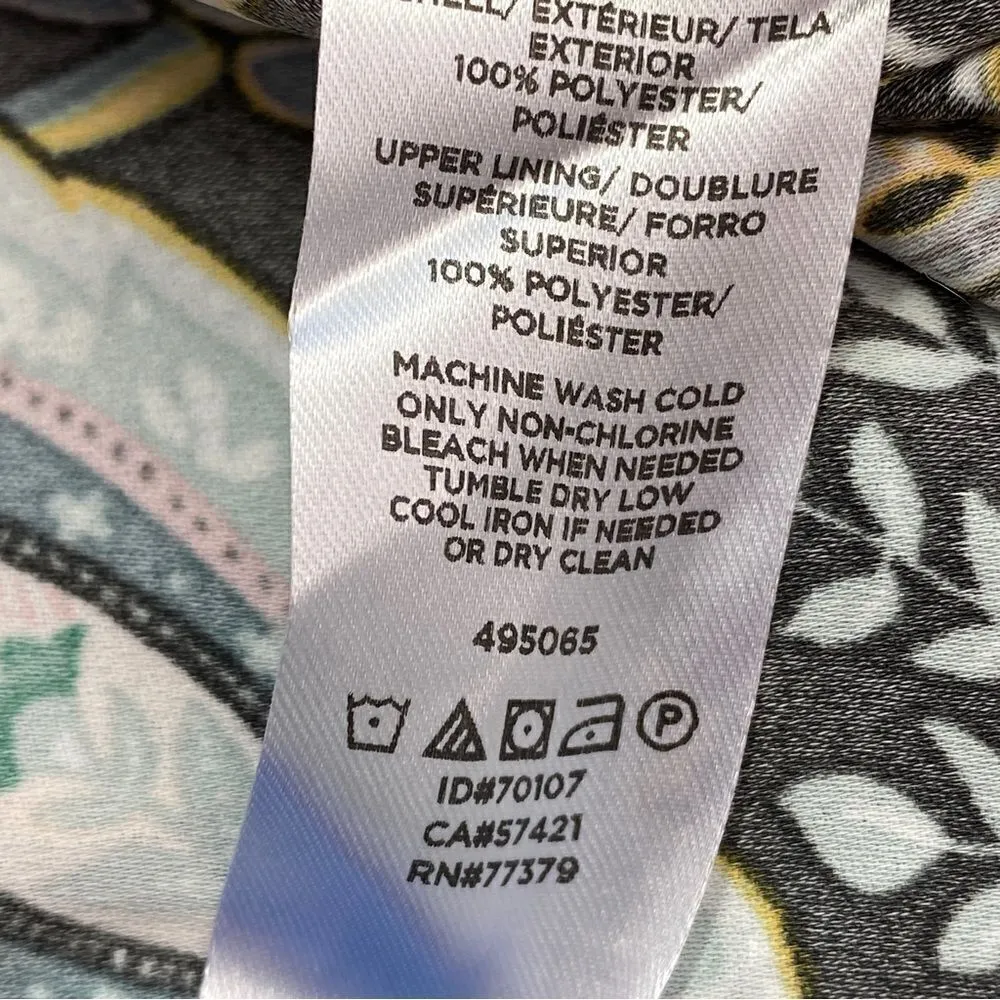 SHELL/ EXTÉRIEUR/ TELA
EXTERIOR
100% POLYESTER/
POLIÉSTER
UPPER LINING/ DOUBLURE
SUPÉRIEURE/ FORRO
SUPERIOR
100% POLYESTER/
POLIÉSTER
MACHINE WASH COLD
ONLY NON-CHLORINE
BLEACH WHEN NEEDED
TUMBLE DRY LOW
COOL IRON IF NEEDED
OR DRY CLEAN
495065
P
ID#70107
CA#57421
RN#77379